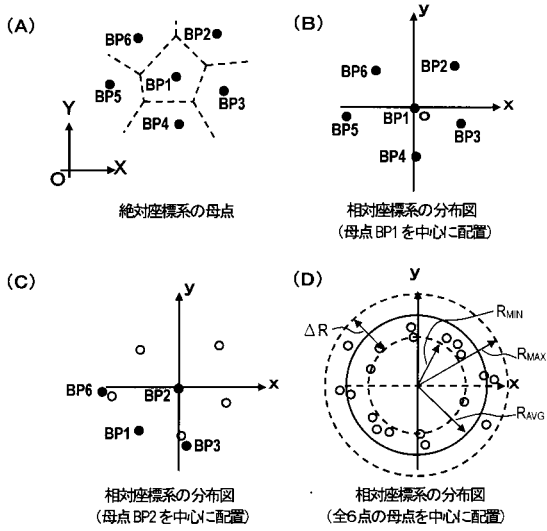 (A)
BP6
BP2
BP1
BP5
BP3
BP4
Y
X
O
絶対座標系の母点
(B)
y
BP2
BP6
x
BP1
O
BP5
BP3
BP4
相対座標系の分布図
(母点BP1を中心に配置)
(C)
y
x
BP6
BP2
BP1
BP3
相対座標系の分布図
(母点BP2を中心に配置)
(D)
y
RMIN
ΔR
RMAX
x
RAVG
相対座標系の分布図
(全6点の母点を中心に配置)